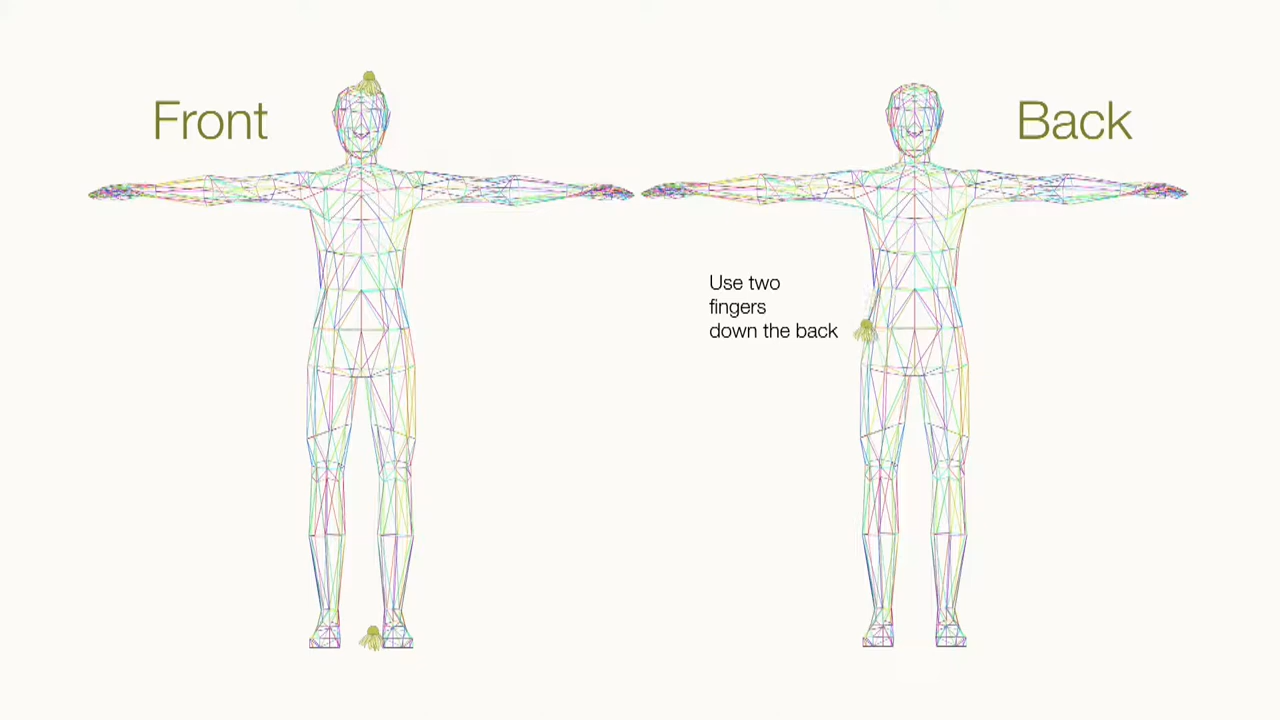 Front
Back
Use two
fingers
down the back